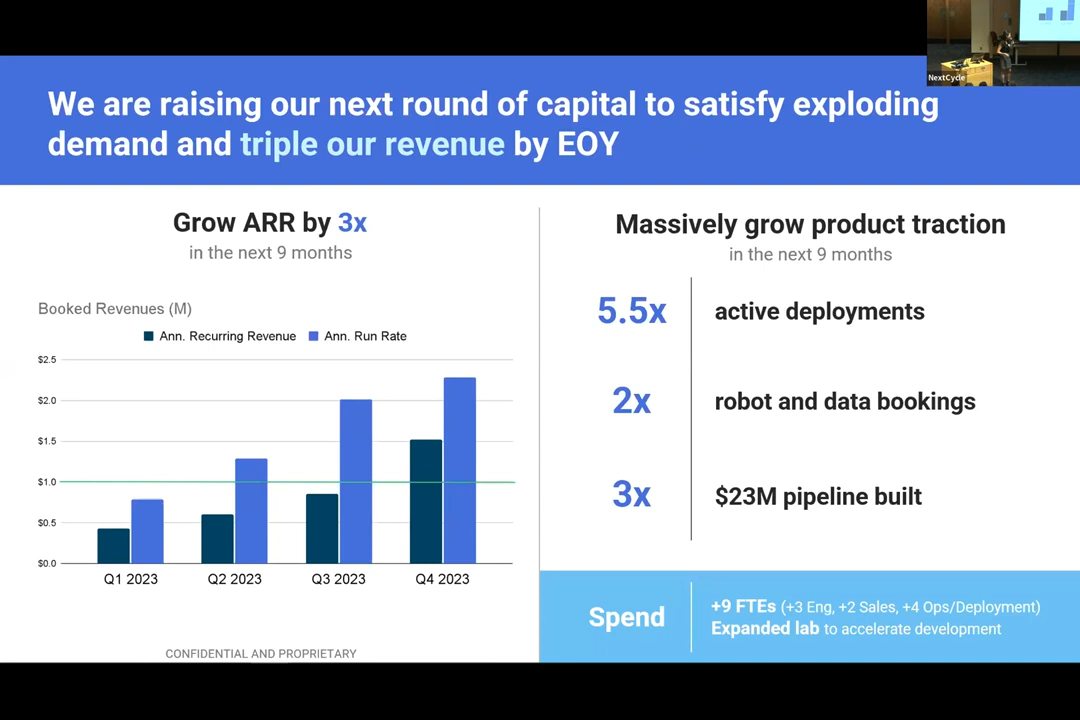 NextCycle
We are raising our next round of capital to satisfy exploding
demand and triple our revenue by EOY
Grow ARR by 3x
in the next 9 months
Booked Revenues (M)
Ann. Recurring Revenue
Ann. Run Rate
$2.5
$2.0
$1.5
$1.0
$0.5
$0.0
Q1 2023
Q2 2023
Q3 2023
Q4 2023
CONFIDENTIAL AND PROPRIETARY
Massively grow product traction
in the next 9 months
5.5x active deployments
2x robot and data bookings
3x $23M pipeline built
Spend
+9 FTEs (+3 Eng, +2 Sales, +4 Ops/Deployment)
Expanded lab to accelerate development